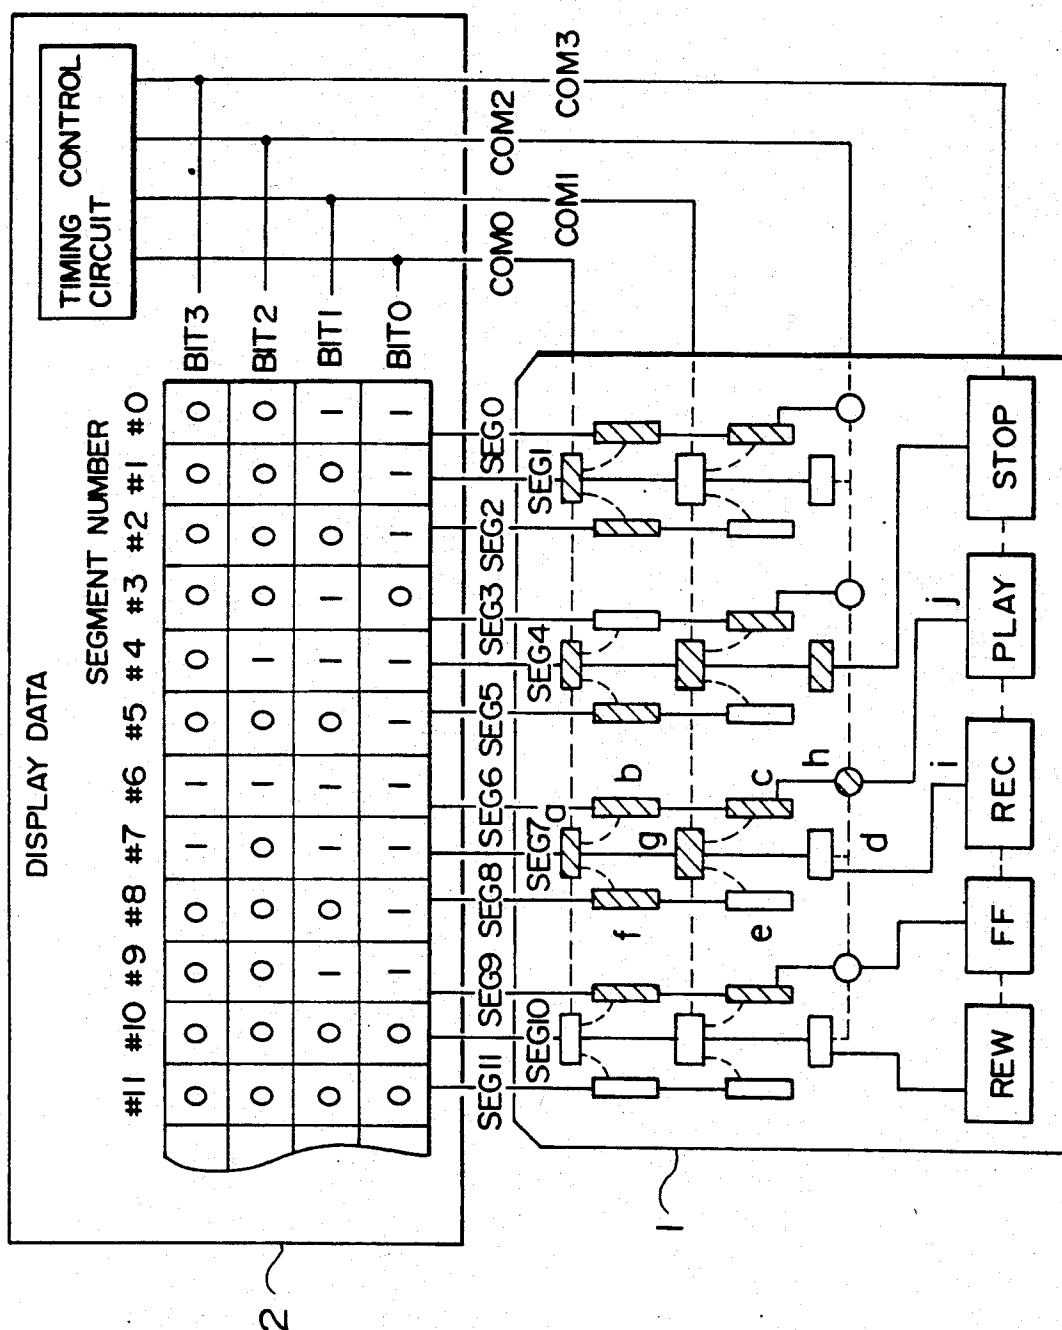 DISPLAY DATA
TIMING CONTROL
CIRCUIT
SEGMENT NUMBER
#11 #10 #9 #8 #7 #6 #5 #4 #3 #2 #1 #0
0 0 0 0 1 1 0 0 0 0 0 0 BIT3
0 0 0 0 0 1 0 1 0 0 0 0 BIT2
0 0 1 0 1 1 0 1 1 0 0 1 BIT1
0 0 1 1 1 1 1 1 0 1 1 1 BIT0
2
SEG11 SEG9 SEG8 SEG6 SEG5 SEG3 SEG2 SEG0
COM0 COM2
SEG10 SEG7 SEG4 SEG1
COM1 COM3
a
f b
g
1
e c
h
d
i j
REW FF REC PLAY STOP